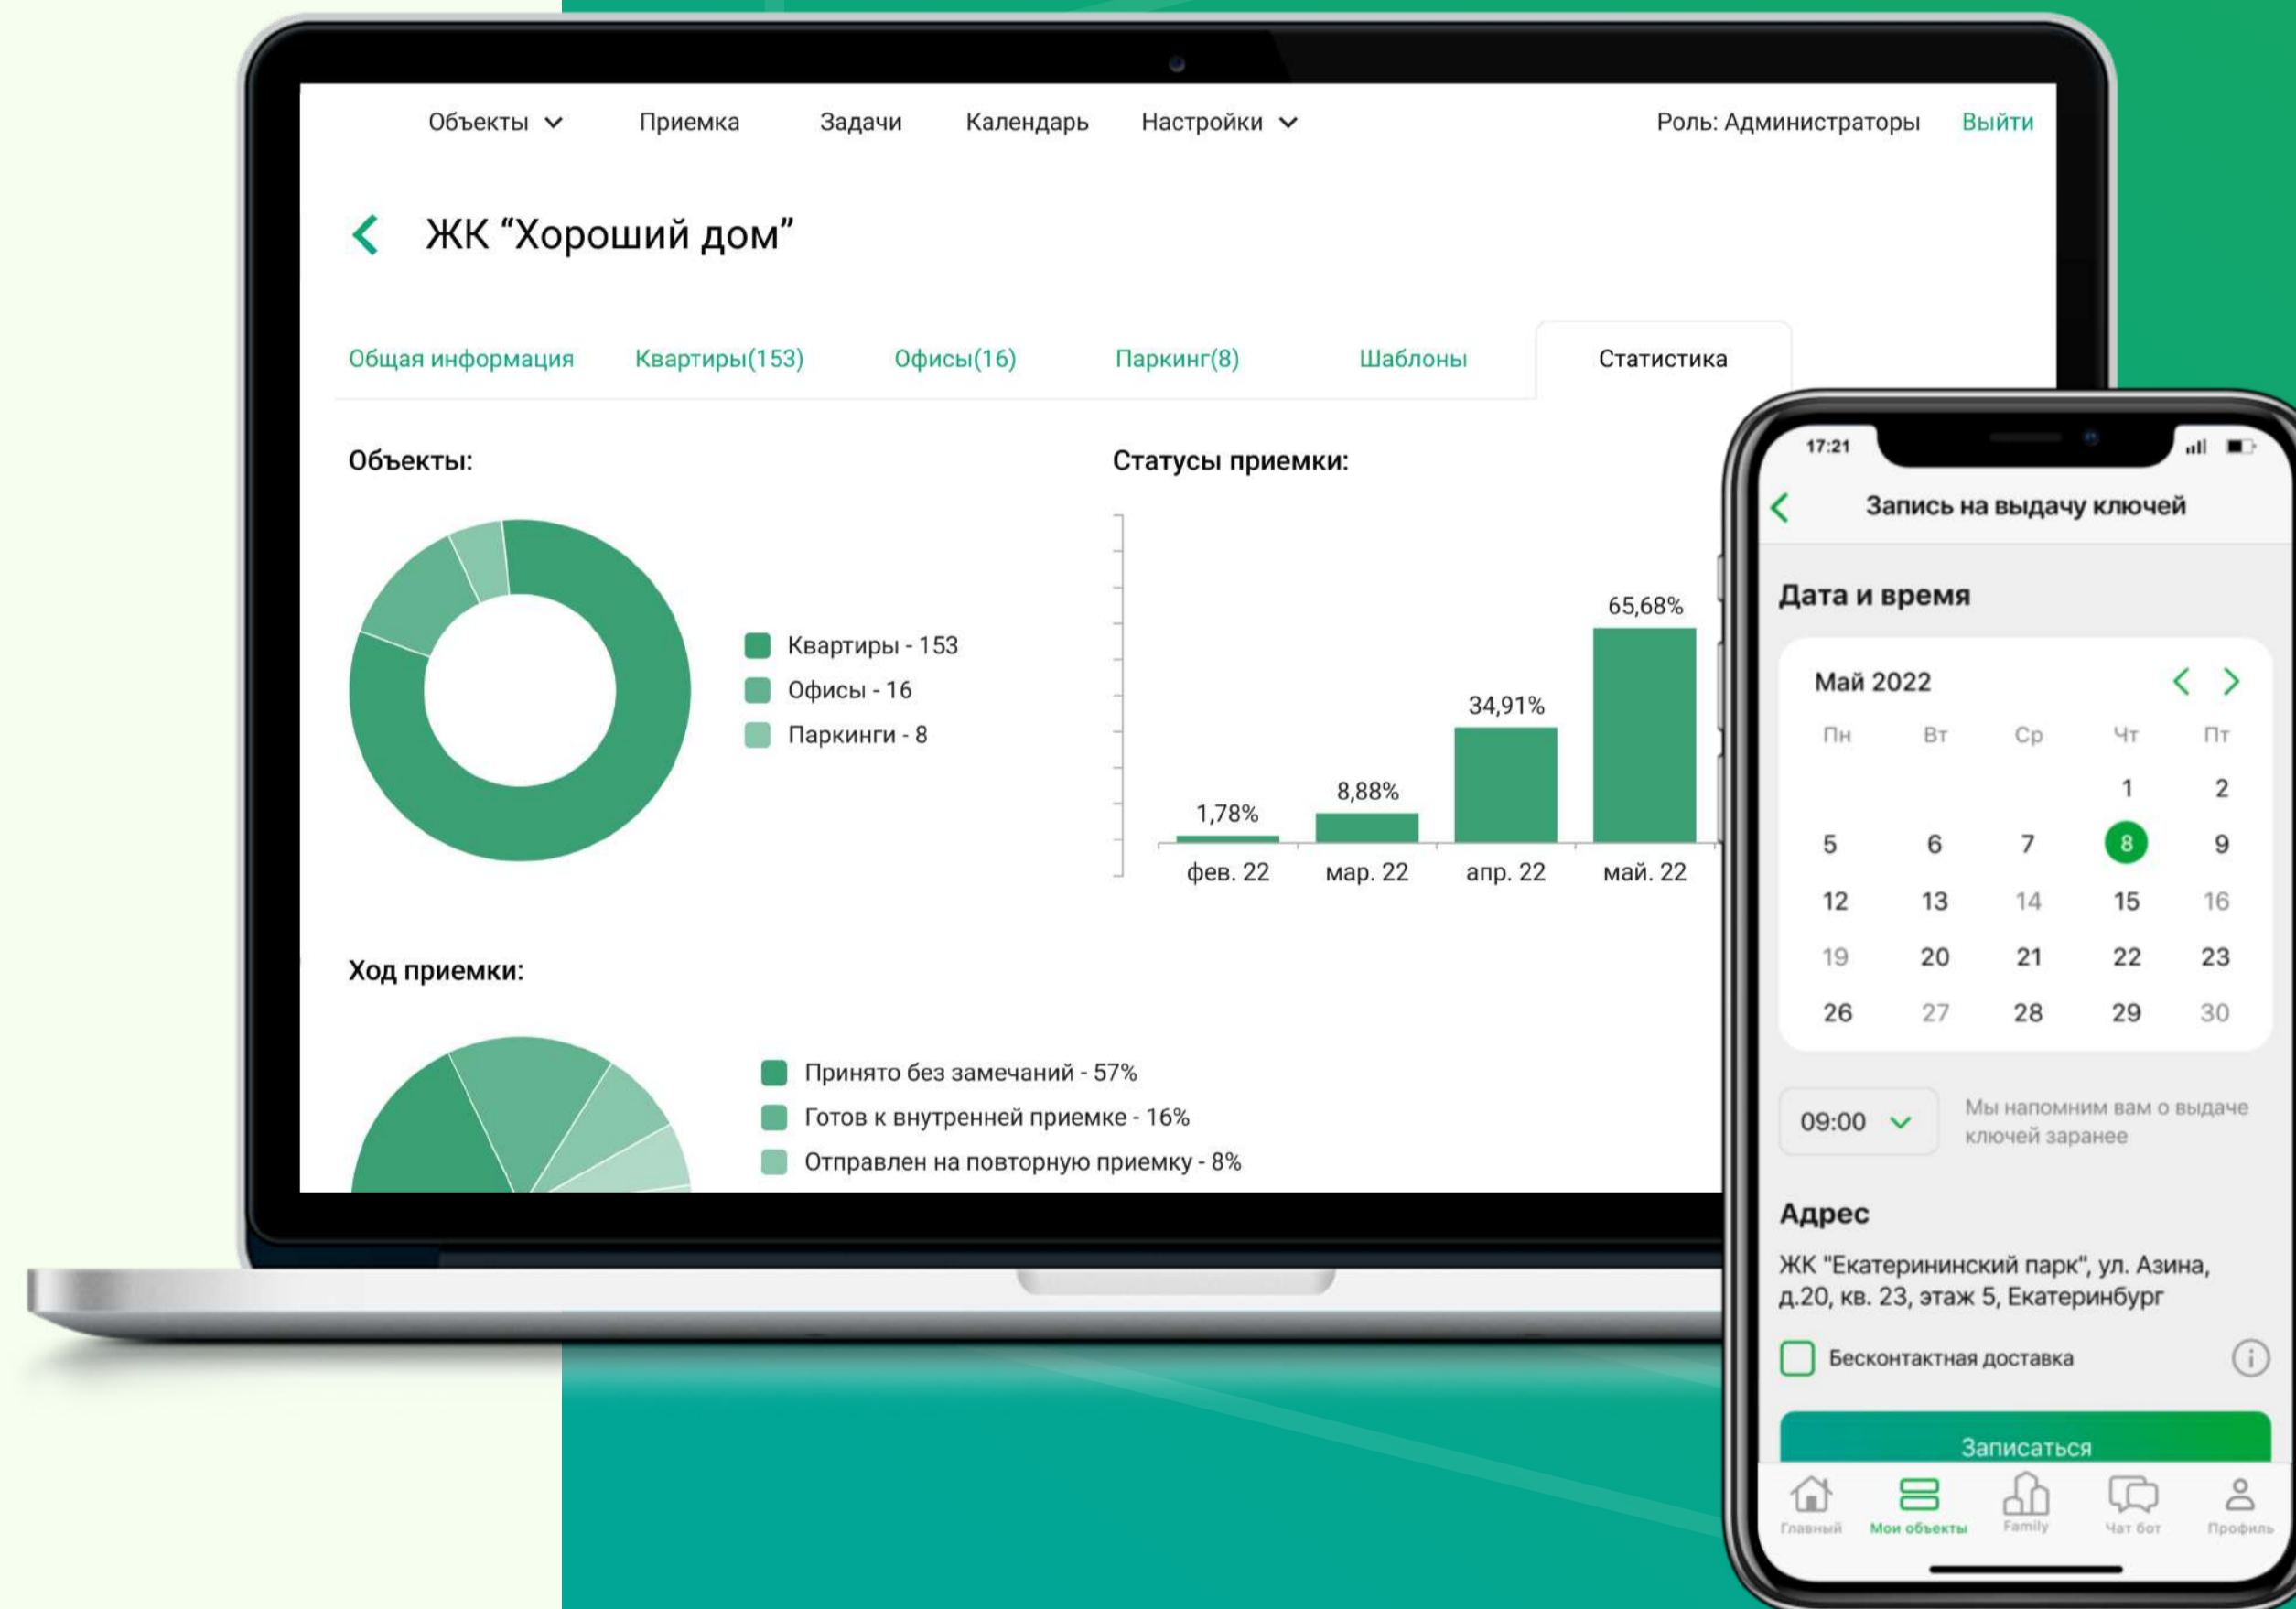 Объекты Приемка Задачи Календарь Настройки Роль: Администраторы Выйти
ЖК “Хороший дом”
Общая информация Квартиры(153) Офисы(16) Паркинг(8) Шаблоны Статистика
Объекты:
Квартиры - 153
Офисы - 16
Паркинги - 8
Статусы приемки:
65,68%
34,91%
8,88%
1,78%
фев. 22 мар. 22 апр. 22 май. 22
Ход приемки:
Принято без замечаний - 57%
Готов к внутренней приемке - 16%
Отправлен на повторную приемку - 8%
17:21
Запись на выдачу ключей
Дата и время
Май 2022
Пн Вт Ср Чт Пт
1 2
5 6 7 8 9
12 13 14 15 16
19 20 21 22 23
26 27 28 29 30
09:00
Мы напомним вам о выдаче
ключей заранее
Адрес
ЖК "Екатерининский парк", ул. Азина,
д.20, кв. 23, этаж 5, Екатеринбург
Бесконтактная доставка
Записаться
Главный Мои объекты Family Чат бот Профиль